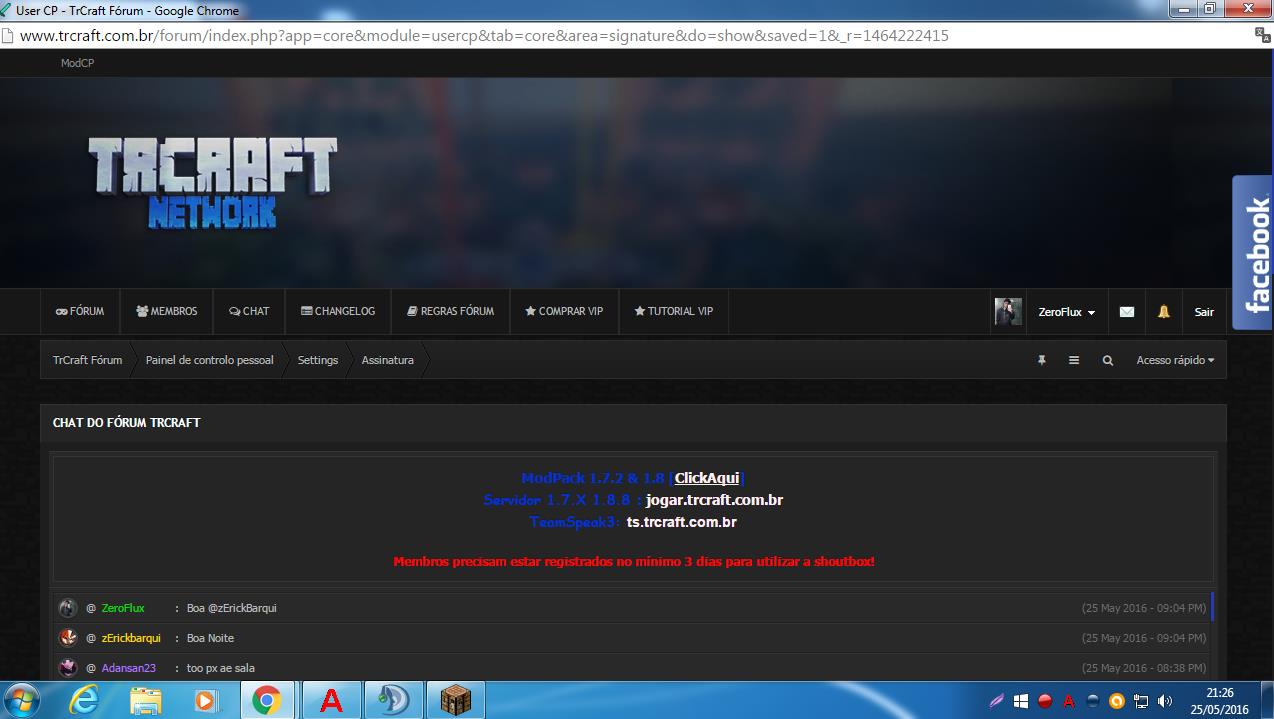 User CP - TrCraft Fórum - Google Chrome
www.trcraft.com.br/forum/index.php?app=core&module=usercp&tab=core&area=signature&do=show&saved=1&_r=1464222415
ModCP
TRCRAFT
NETWORK
facebook
FÓRUM MEMBROS CHAT CHANGELOG REGRAS FÓRUM COMPRAR VIP TUTORIAL VIP ZeroFlux Sair
TrCraft Fórum Painel de controlo pessoal Settings Assinatura Acesso rápido
CHAT DO FÓRUM TRCRAFT
ModPack 1.7.2 & 1.8 [ClickAqui]
Servidor 1.7.X 1.8.8 : jogar.trcraft.com.br
TeamSpeak3: ts.trcraft.com.br
Membros precisam estar registrados no mínimo 3 dias para utilizar a shoutbox!
@ ZeroFlux : Boa @zErickBarqui (25 May 2016 - 09:04 PM)
@ zErickbarqui : Boa Noite (25 May 2016 - 09:04 PM)
@ Adansan23 : too px ae sala (25 May 2016 - 08:38 PM)
A
A
21:26
25/05/2016